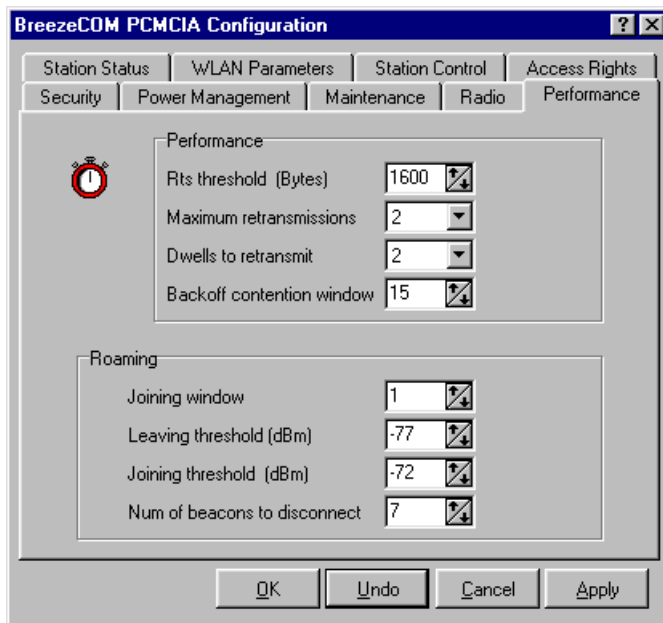 BreezeCOM PCMCIA Configuration
Station Status WLAN Parameters Station Control Access Rights
Security Power Management Maintenance Radio Performance
Performance
Rts threshold (Bytes) 1600
Maximum retransmissions 2
Dwells to retransmit 2
Backoff contention window 15
Roaming
Joining window 1
Leaving threshold (dBm) -77
Joining threshold (dBm) -72
Num of beacons to disconnect 7
OK Undo Cancel Apply